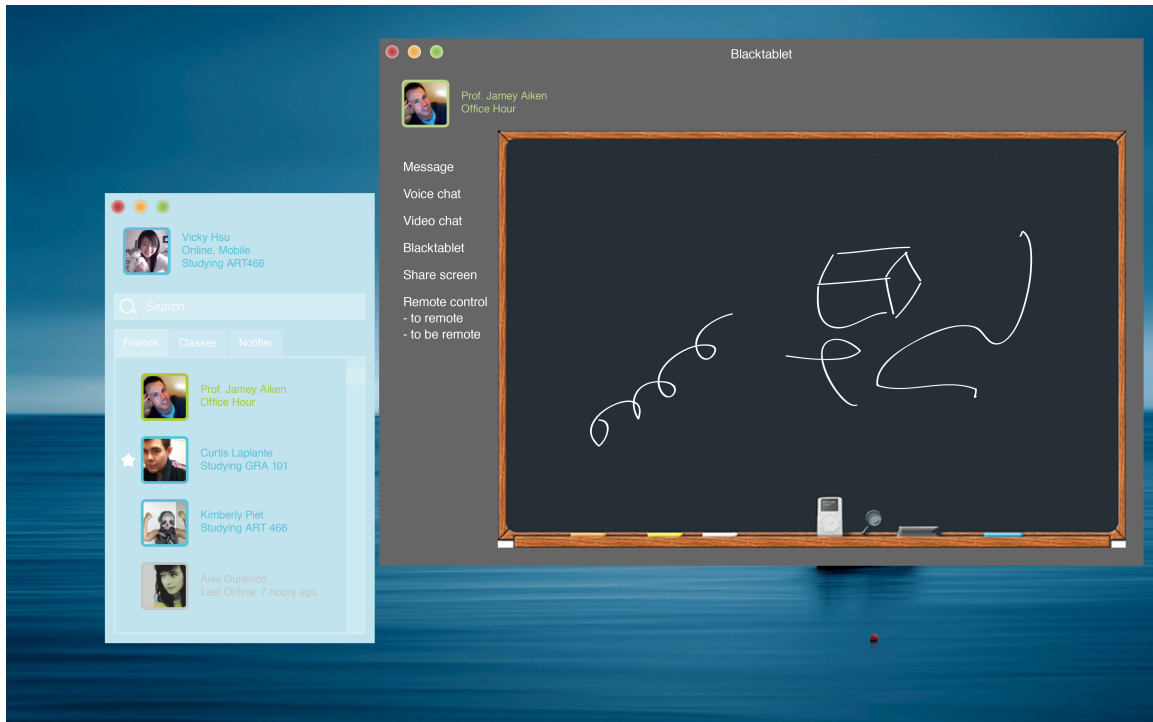 Blacktablet
Prof. Jamey Aiken
Office Hour
Message
Voice chat
Video chat
Blacktablet
Share screen
Remote control
- to remote
- to be remote
Vicky Hsu
Online, Mobile
Studying ART466
Search
Friends Classes Notifier
Prof. Jamey Aiken
Office Hour
Curtis Laplante
Studying GRA 101
Kimberly Piet
Studying ART 466
Alex Gurevich
Last Online: 7 hours ago